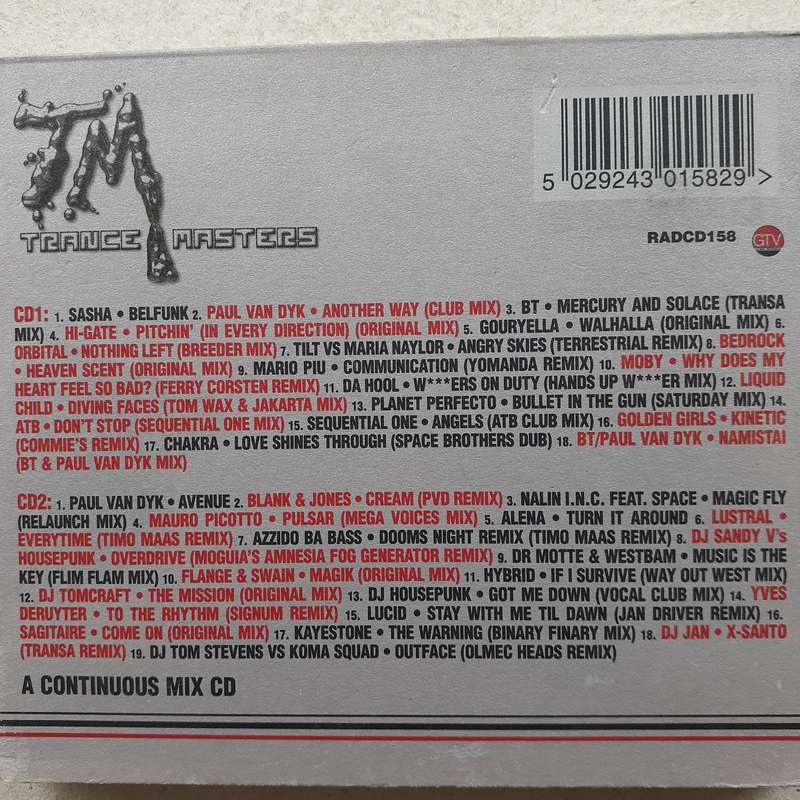 TM
TRANCE MASTERS
5 029243 015829 >
RADCD158
GTV
CD1: 1. SASHA • BELFUNK 2. PAUL VAN DYK • ANOTHER WAY (CLUB MIX) 3. BT • MERCURY AND SOLACE (TRANSA
MIX) 4. HI-GATE • PITCHIN' (IN EVERY DIRECTION) (ORIGINAL MIX) 5. GOURYELLA • WALHALLA (ORIGINAL MIX) 6.
ORBITAL • NOTHING LEFT (BREEDER MIX) 7. TILT VS MARIA NAYLOR • ANGRY SKIES (TERRESTRIAL REMIX) 8. BEDROCK
• HEAVEN SCENT (ORIGINAL MIX) 9. MARIO PIU • COMMUNICATION (YOMANDA REMIX) 10. MOBY • WHY DOES MY
HEART FEEL SO BAD? (FERRY CORSTEN REMIX) 11. DA HOOL • W***ERS ON DUTY (HANDS UP W***ER MIX) 12. LIQUID
CHILD • DIVING FACES (TOM WAX & JAKARTA MIX) 13. PLANET PERFECTO • BULLET IN THE GUN (SATURDAY MIX) 14.
ATB • DON'T STOP (SEQUENTIAL ONE MIX) 15. SEQUENTIAL ONE • ANGELS (ATB CLUB MIX) 16. GOLDEN GIRLS • KINETIC
(COMMIE'S REMIX) 17. CHAKRA • LOVE SHINES THROUGH (SPACE BROTHERS DUB) 18. BT/PAUL VAN DYK • NAMISTAI
(BT & PAUL VAN DYK MIX)
CD2: 1. PAUL VAN DYK • AVENUE 2. BLANK & JONES • CREAM (PVD REMIX) 3. NALIN I.N.C. FEAT. SPACE • MAGIC FLY
(RELAUNCH MIX) 4. MAURO PICOTTO • PULSAR (MEGA VOICES MIX) 5. ALENA • TURN IT AROUND 6. LUSTRAL •
EVERYTIME (TIMO MAAS REMIX) 7. AZZIDO BA BASS • DOOMS NIGHT REMIX (TIMO MAAS REMIX) 8. DJ SANDY V's
HOUSEPUNK • OVERDRIVE (MOGUIA'S AMNESIA FOG GENERATOR REMIX) 9. DR MOTTE & WESTBAM • MUSIC IS THE
KEY (FLIM FLAM MIX) 10. FLANGE & SWAIN • MAGIK (ORIGINAL MIX) 11. HYBRID • IF I SURVIVE (WAY OUT WEST MIX)
12. DJ TOMCRAFT • THE MISSION (ORIGINAL MIX) 13. DJ HOUSEPUNK • GOT ME DOWN (VOCAL CLUB MIX) 14. YVES
DERUYTER • TO THE RHYTHM (SIGNUM REMIX) 15. LUCID • STAY WITH ME TIL DAWN (JAN DRIVER REMIX) 16.
SAGITAIRE • COME ON (ORIGINAL MIX) 17. KAYESTONE • THE WARNING (BINARY FINARY MIX) 18. DJ JAN • X-SANTO
(TRANSA REMIX) 19. DJ TOM STEVENS VS KOMA SQUAD • OUTFACE (OLMEC HEADS REMIX)
A CONTINUOUS MIX CD